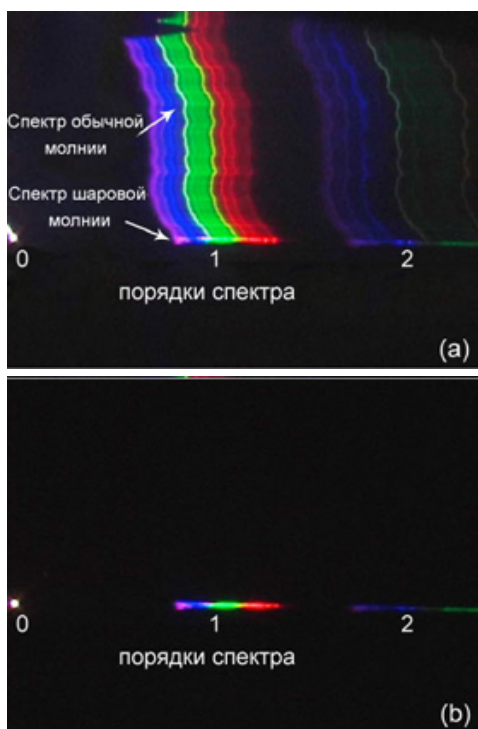 Спектр обычной
молнии
Спектр шаровой
молнии
0 1 2
порядки спектра
(a)
0 1 2
порядки спектра
(b)